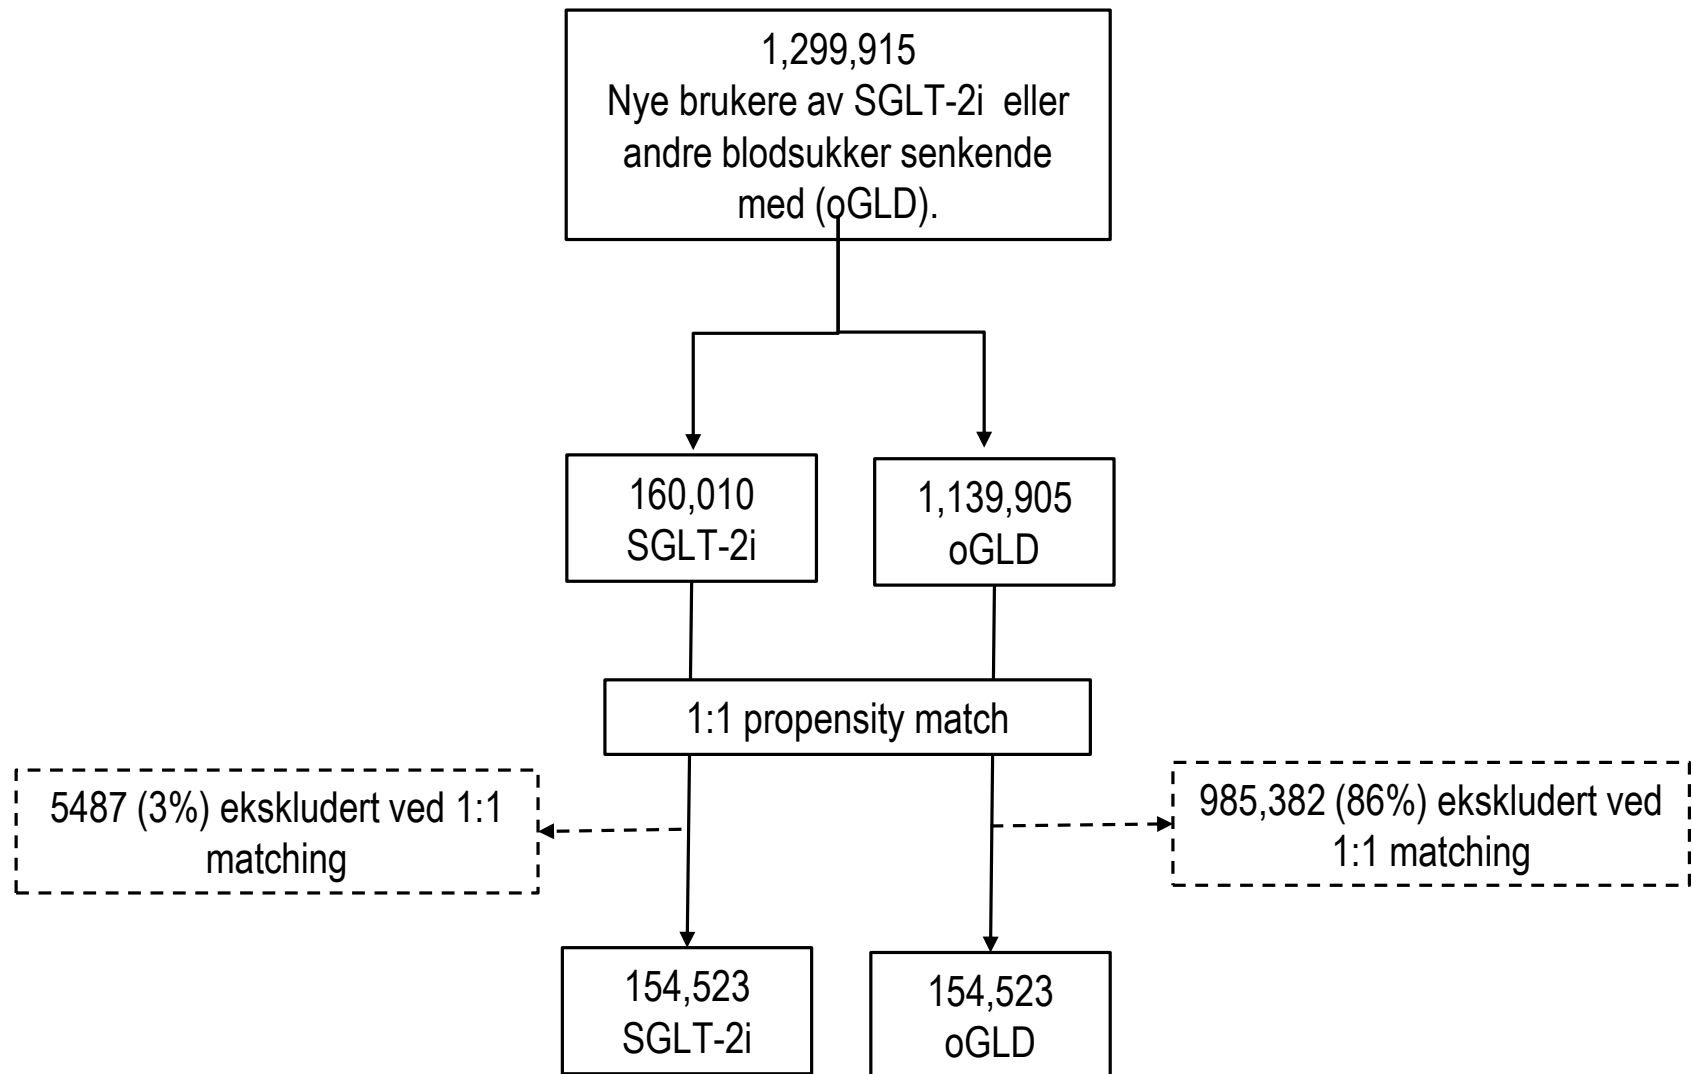 1,299,915
Nye brukere av SGLT-2i eller
andre blodsukker senkende
med (oGLD).
160,010
SGLT-2i
1,139,905
oGLD
1:1 propensity match
5487 (3%) ekskludert ved 1:1
matching
985,382 (86%) ekskludert ved
1:1 matching
154,523
SGLT-2i
154,523
oGLD